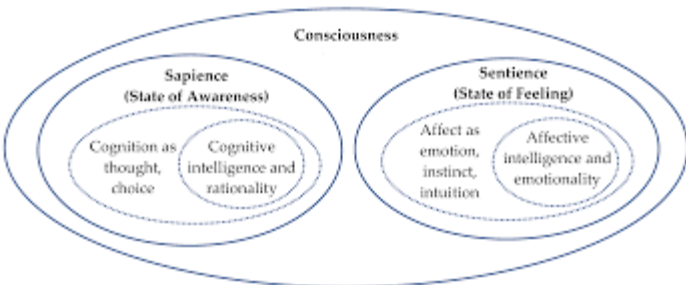 Consciousness
Sapience
(State of Awareness)
Cognition as
thought,
choice
Cognitive
intelligence and
rationality
Sentience
(State of Feeling)
Affect as
emotion,
instinct,
intuition
Affective
intelligence and
emotionality